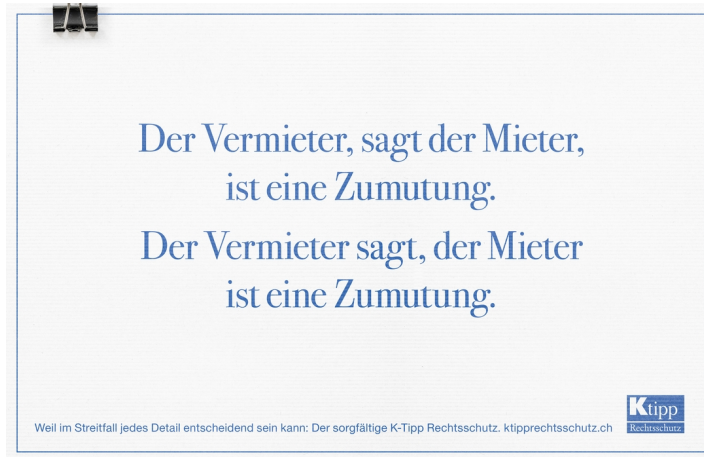 Der Vermieter, sagt der Mieter,
ist eine Zumutung.
Der Vermieter sagt, der Mieter
ist eine Zumutung.
Weil im Streitfall jedes Detail entscheidend sein kann: Der sorgfältige K-Tipp Rechtsschutz. ktipprechtsschutz.ch
Ktipp
Rechtsschutz